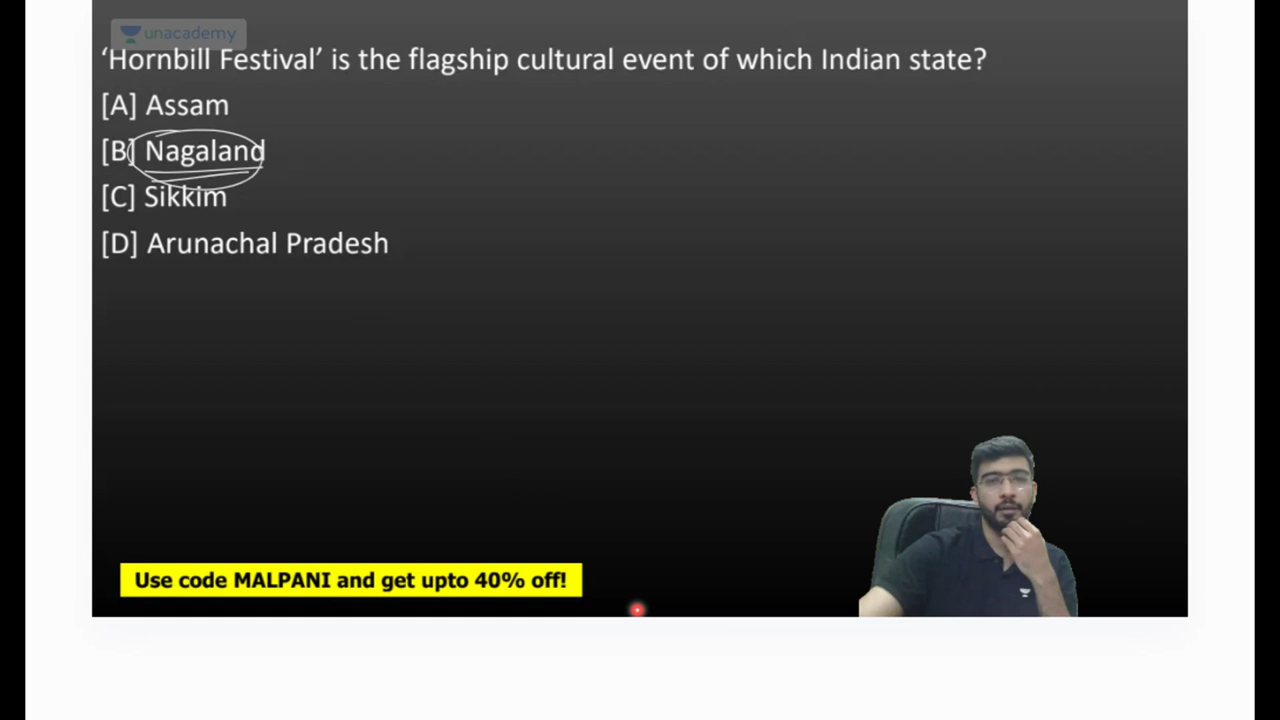 unacademy
‘Hornbill Festival’ is the flagship cultural event of which Indian state?
[A] Assam
[B] Nagaland
[C] Sikkim
[D] Arunachal Pradesh
Use code MALPANI and get upto 40% off!